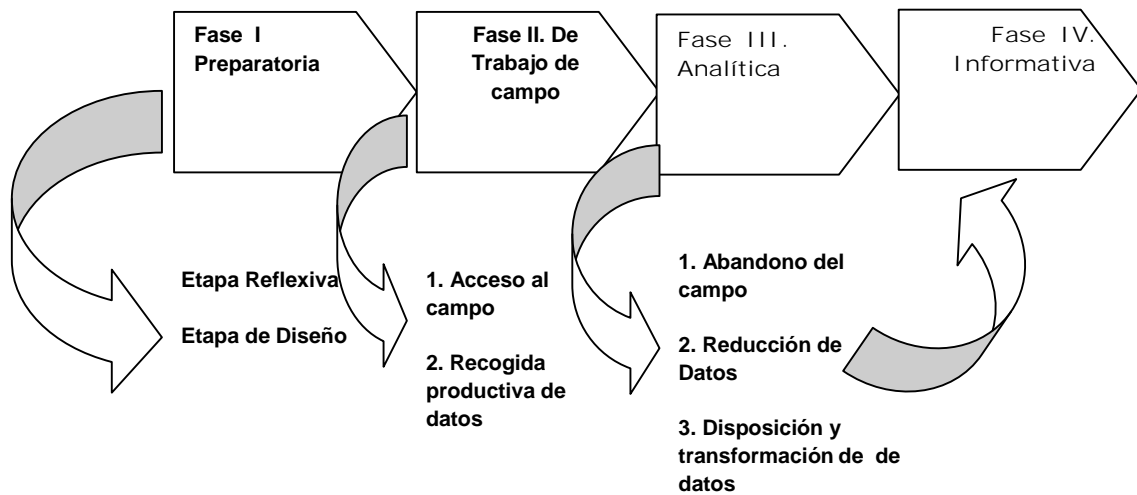 Fase I
Preparatoria
Fase II. De
Trabajo de
campo
Fase III.
Analítica
Fase IV.
Informativa
Etapa Reflexiva
Etapa de Diseño
1. Acceso al
campo
2. Recogida
productiva de
datos
1. Abandono del
campo
2. Reducción de
Datos
3. Disposición y
transformación de de
datos